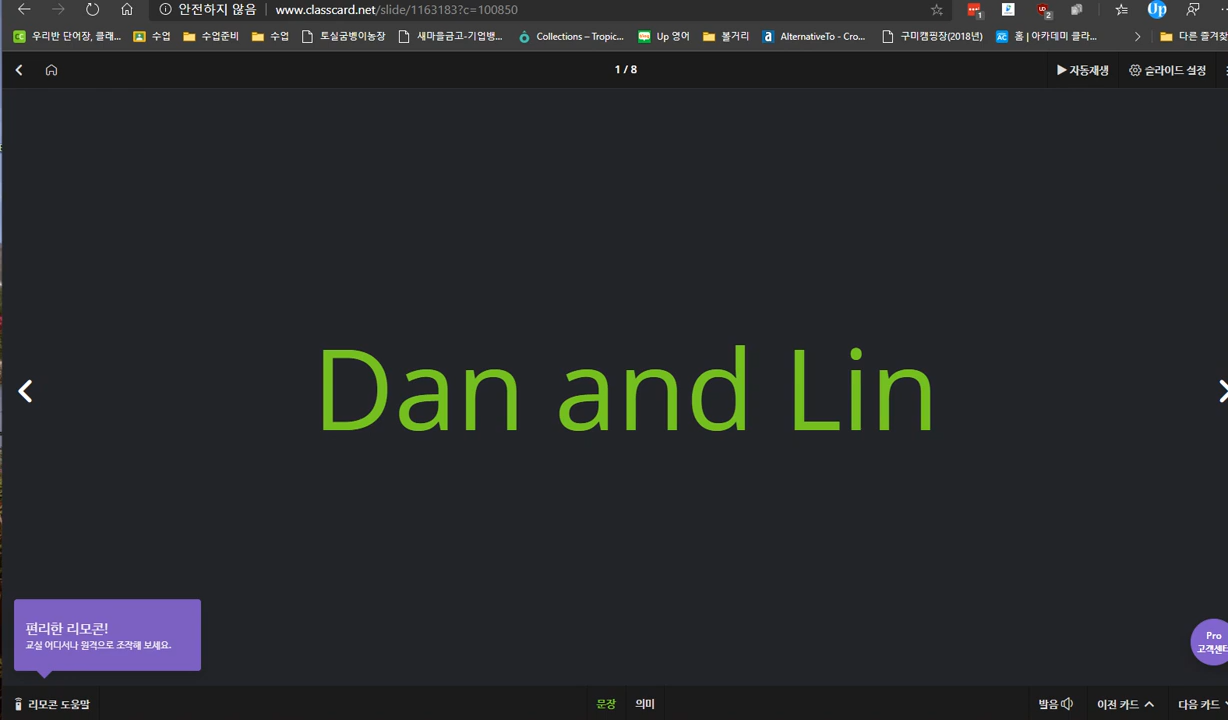 안전하지 않음 www.classcard.net/slide/1163183?c=100850 1 UD 2 Up
우리반 단어장, 클래... 수업 수업준비 수업 토실굼벵이농장 새마을금고-기업뱅... Collections – Tropic... Up 영어 볼거리 a AlternativeTo - Cro... 구미캠핑장(2018년) AC 홈 | 아카데미 클라... 다른 즐겨찾
1 / 8 자동재생 슬라이드 설정
Dan and Lin
편리한 리모콘!
교실 어디서나 원격으로 조작해 보세요.
Pro
고객센터
리모콘 도움말 문장 의미 발음 이전 카드 다음 카드